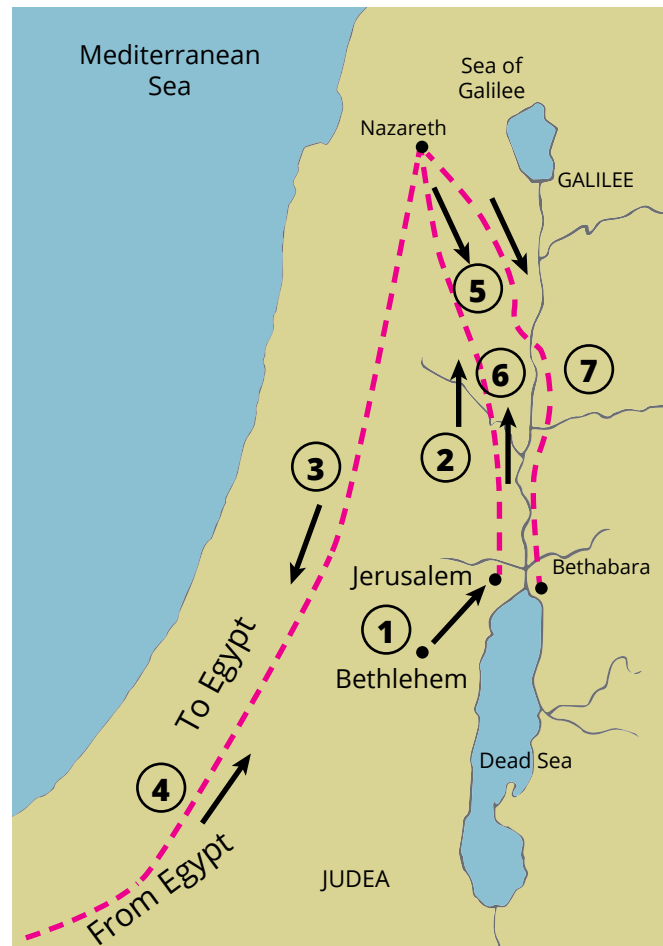 Mediterranean
Sea
Sea of
Galilee
Nazareth
GALILEE
5
6
7
2
3
Jerusalem
Bethabara
1
Bethlehem
To Egypt
Dead Sea
4
From Egypt
JUDEA